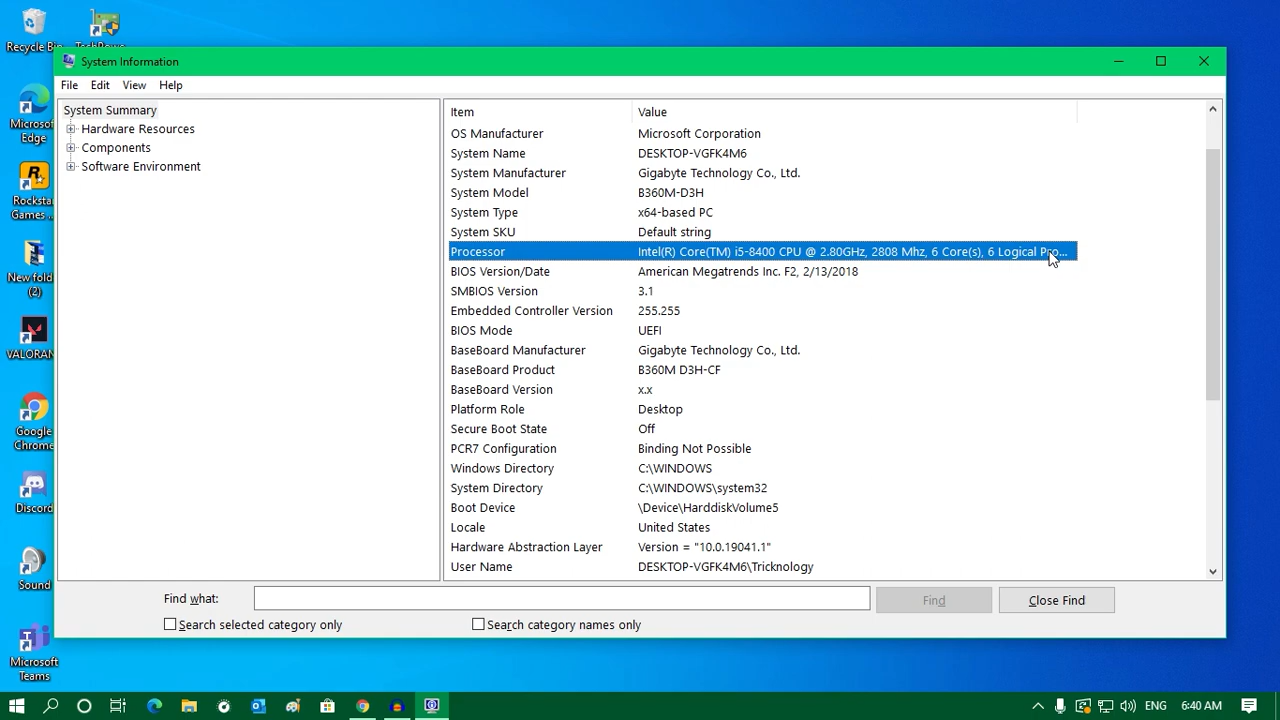 Recycle Bin
TechPowe
System Information
File Edit View Help
System Summary
Hardware Resources
Components
Software Environment
Item Value
OS Manufacturer Microsoft Corporation
System Name DESKTOP-VGFK4M6
System Manufacturer Gigabyte Technology Co., Ltd.
System Model B360M-D3H
System Type x64-based PC
System SKU Default string
Processor Intel(R) Core(TM) i5-8400 CPU @ 2.80GHz, 2808 Mhz, 6 Core(s), 6 Logical Pro...
BIOS Version/Date American Megatrends Inc. F2, 2/13/2018
SMBIOS Version 3.1
Embedded Controller Version 255.255
BIOS Mode UEFI
BaseBoard Manufacturer Gigabyte Technology Co., Ltd.
BaseBoard Product B360M D3H-CF
BaseBoard Version x.x
Platform Role Desktop
Secure Boot State Off
PCR7 Configuration Binding Not Possible
Windows Directory C:\WINDOWS
System Directory C:\WINDOWS\system32
Boot Device \Device\HarddiskVolume5
Locale United States
Hardware Abstraction Layer Version = "10.0.19041.1"
User Name DESKTOP-VGFK4M6\Tricknology
Find what: Find Close Find
Search selected category only Search category names only
Microsof
Edge
Rockstar
Games ...
New fold
(2)
VALORAN
Google
Chrome
Discord
Sound
Microsoft
Teams
ENG 6:40 AM